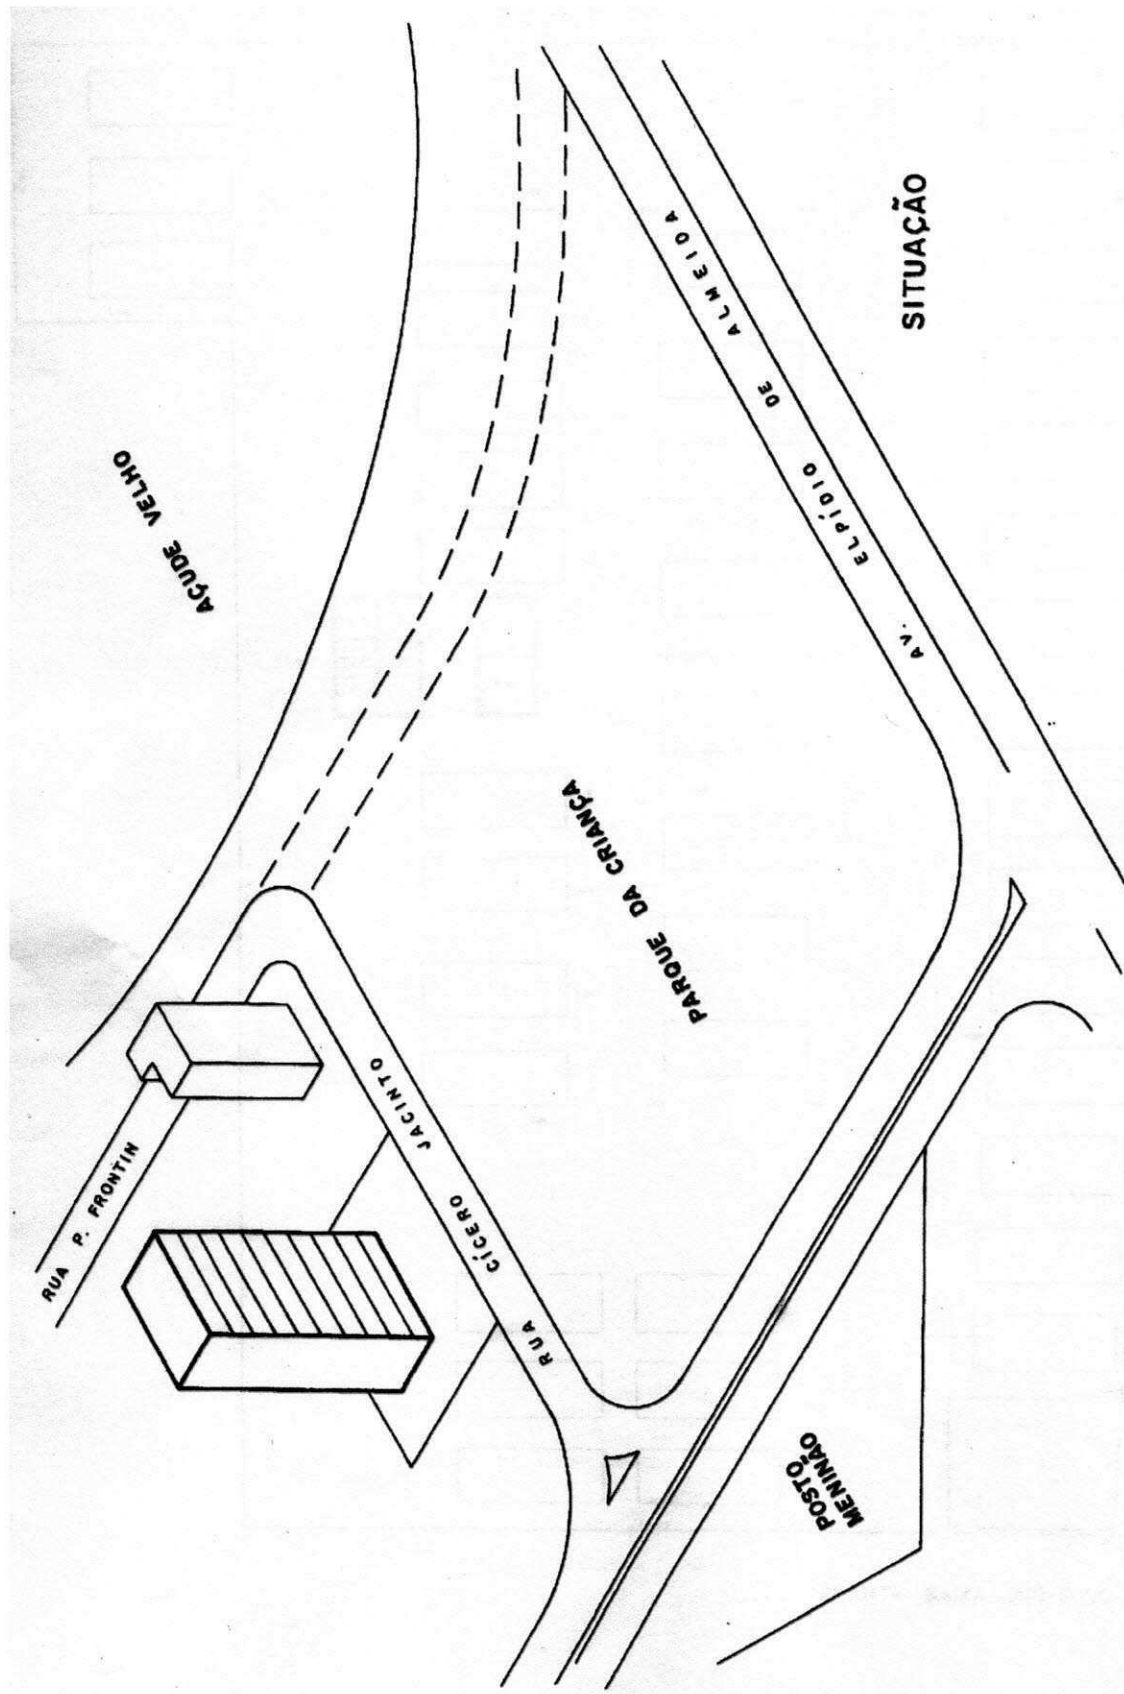 AÇUDE VELHO
SITUAÇÃO
AV. ELPÍDIO DE ALMEIDA
PARQUE DA CRIANÇA
RUA P. FRONTIN
RUA CÍCERO JACINTO
POSTO
MENINÃO